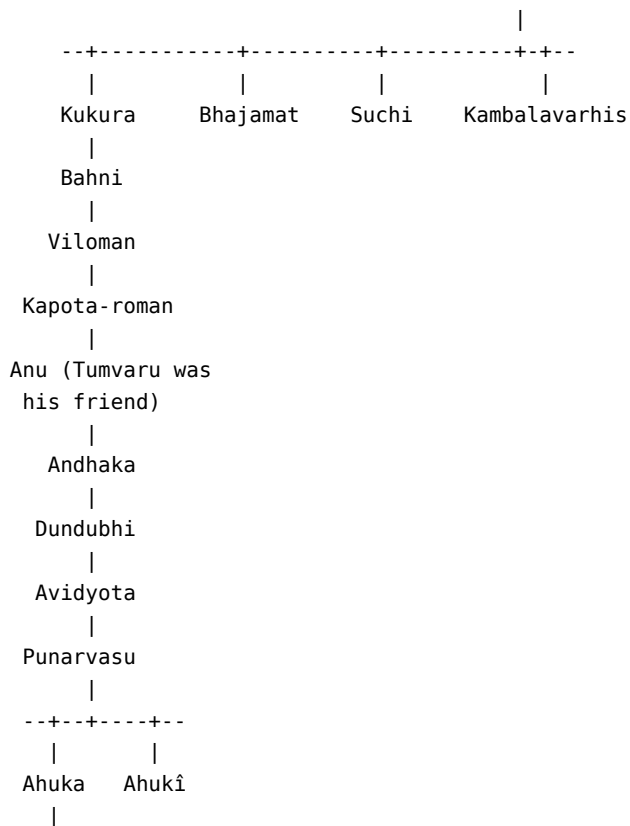 |
--+-----------+----------+----------+-+--
| | | |
Kukura Bhajamat Suchi Kambalavarhis
|
Bahni
|
Viloman
|
Kapota-roman
|
Anu (Tumvaru was
his friend)
|
Andhaka
|
Dundubhi
|
Avidyota
|
Punarvasu
|
--+--+----+--
| |
Ahuka Ahukî
|